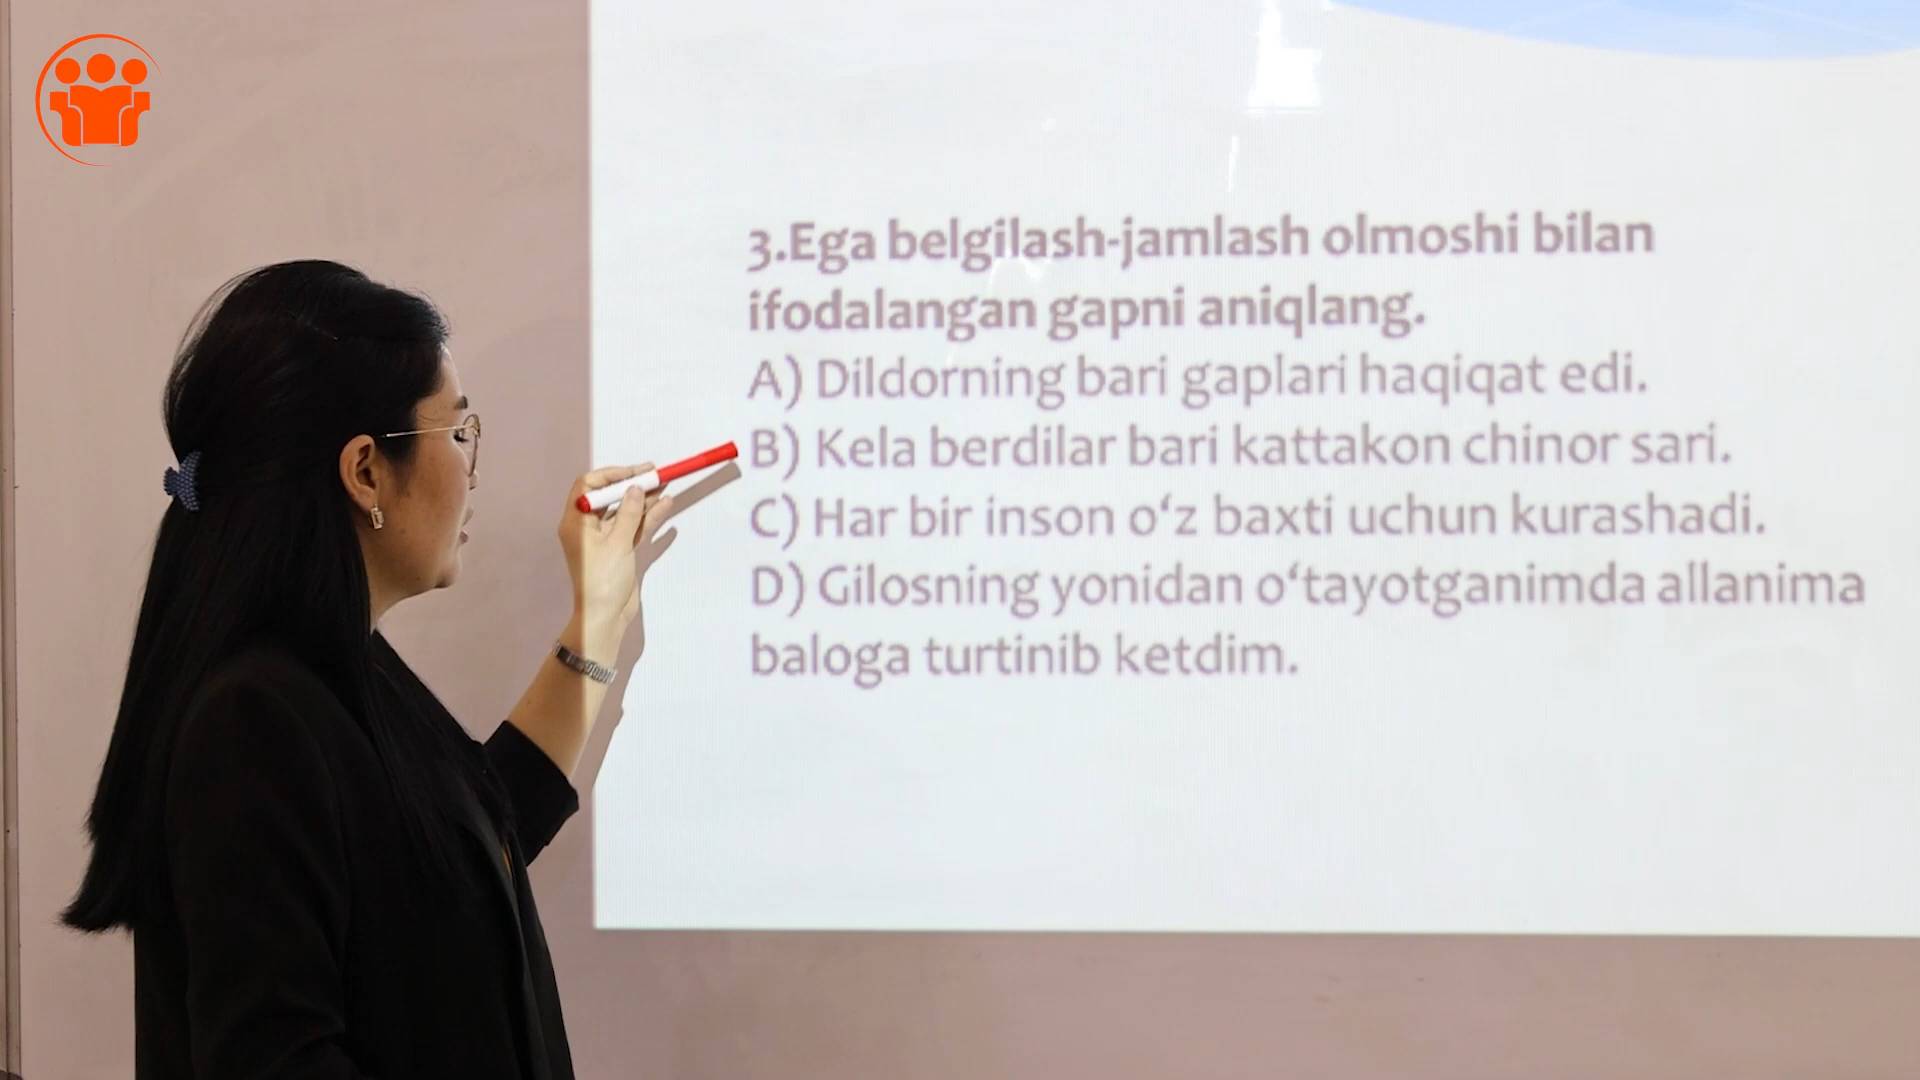 3.Ega belgilash-jamlash olmoshi bilan
ifodalangan gapni aniqlang.
A) Dildorning bari gaplari haqiqat edi.
B) Kela berdilar bari kattakon chinor sari.
C) Har bir inson o‘z baxti uchun kurashadi.
D) Gilosning yonidan o‘tayotganimda allanima
baloga turtinib ketdim.